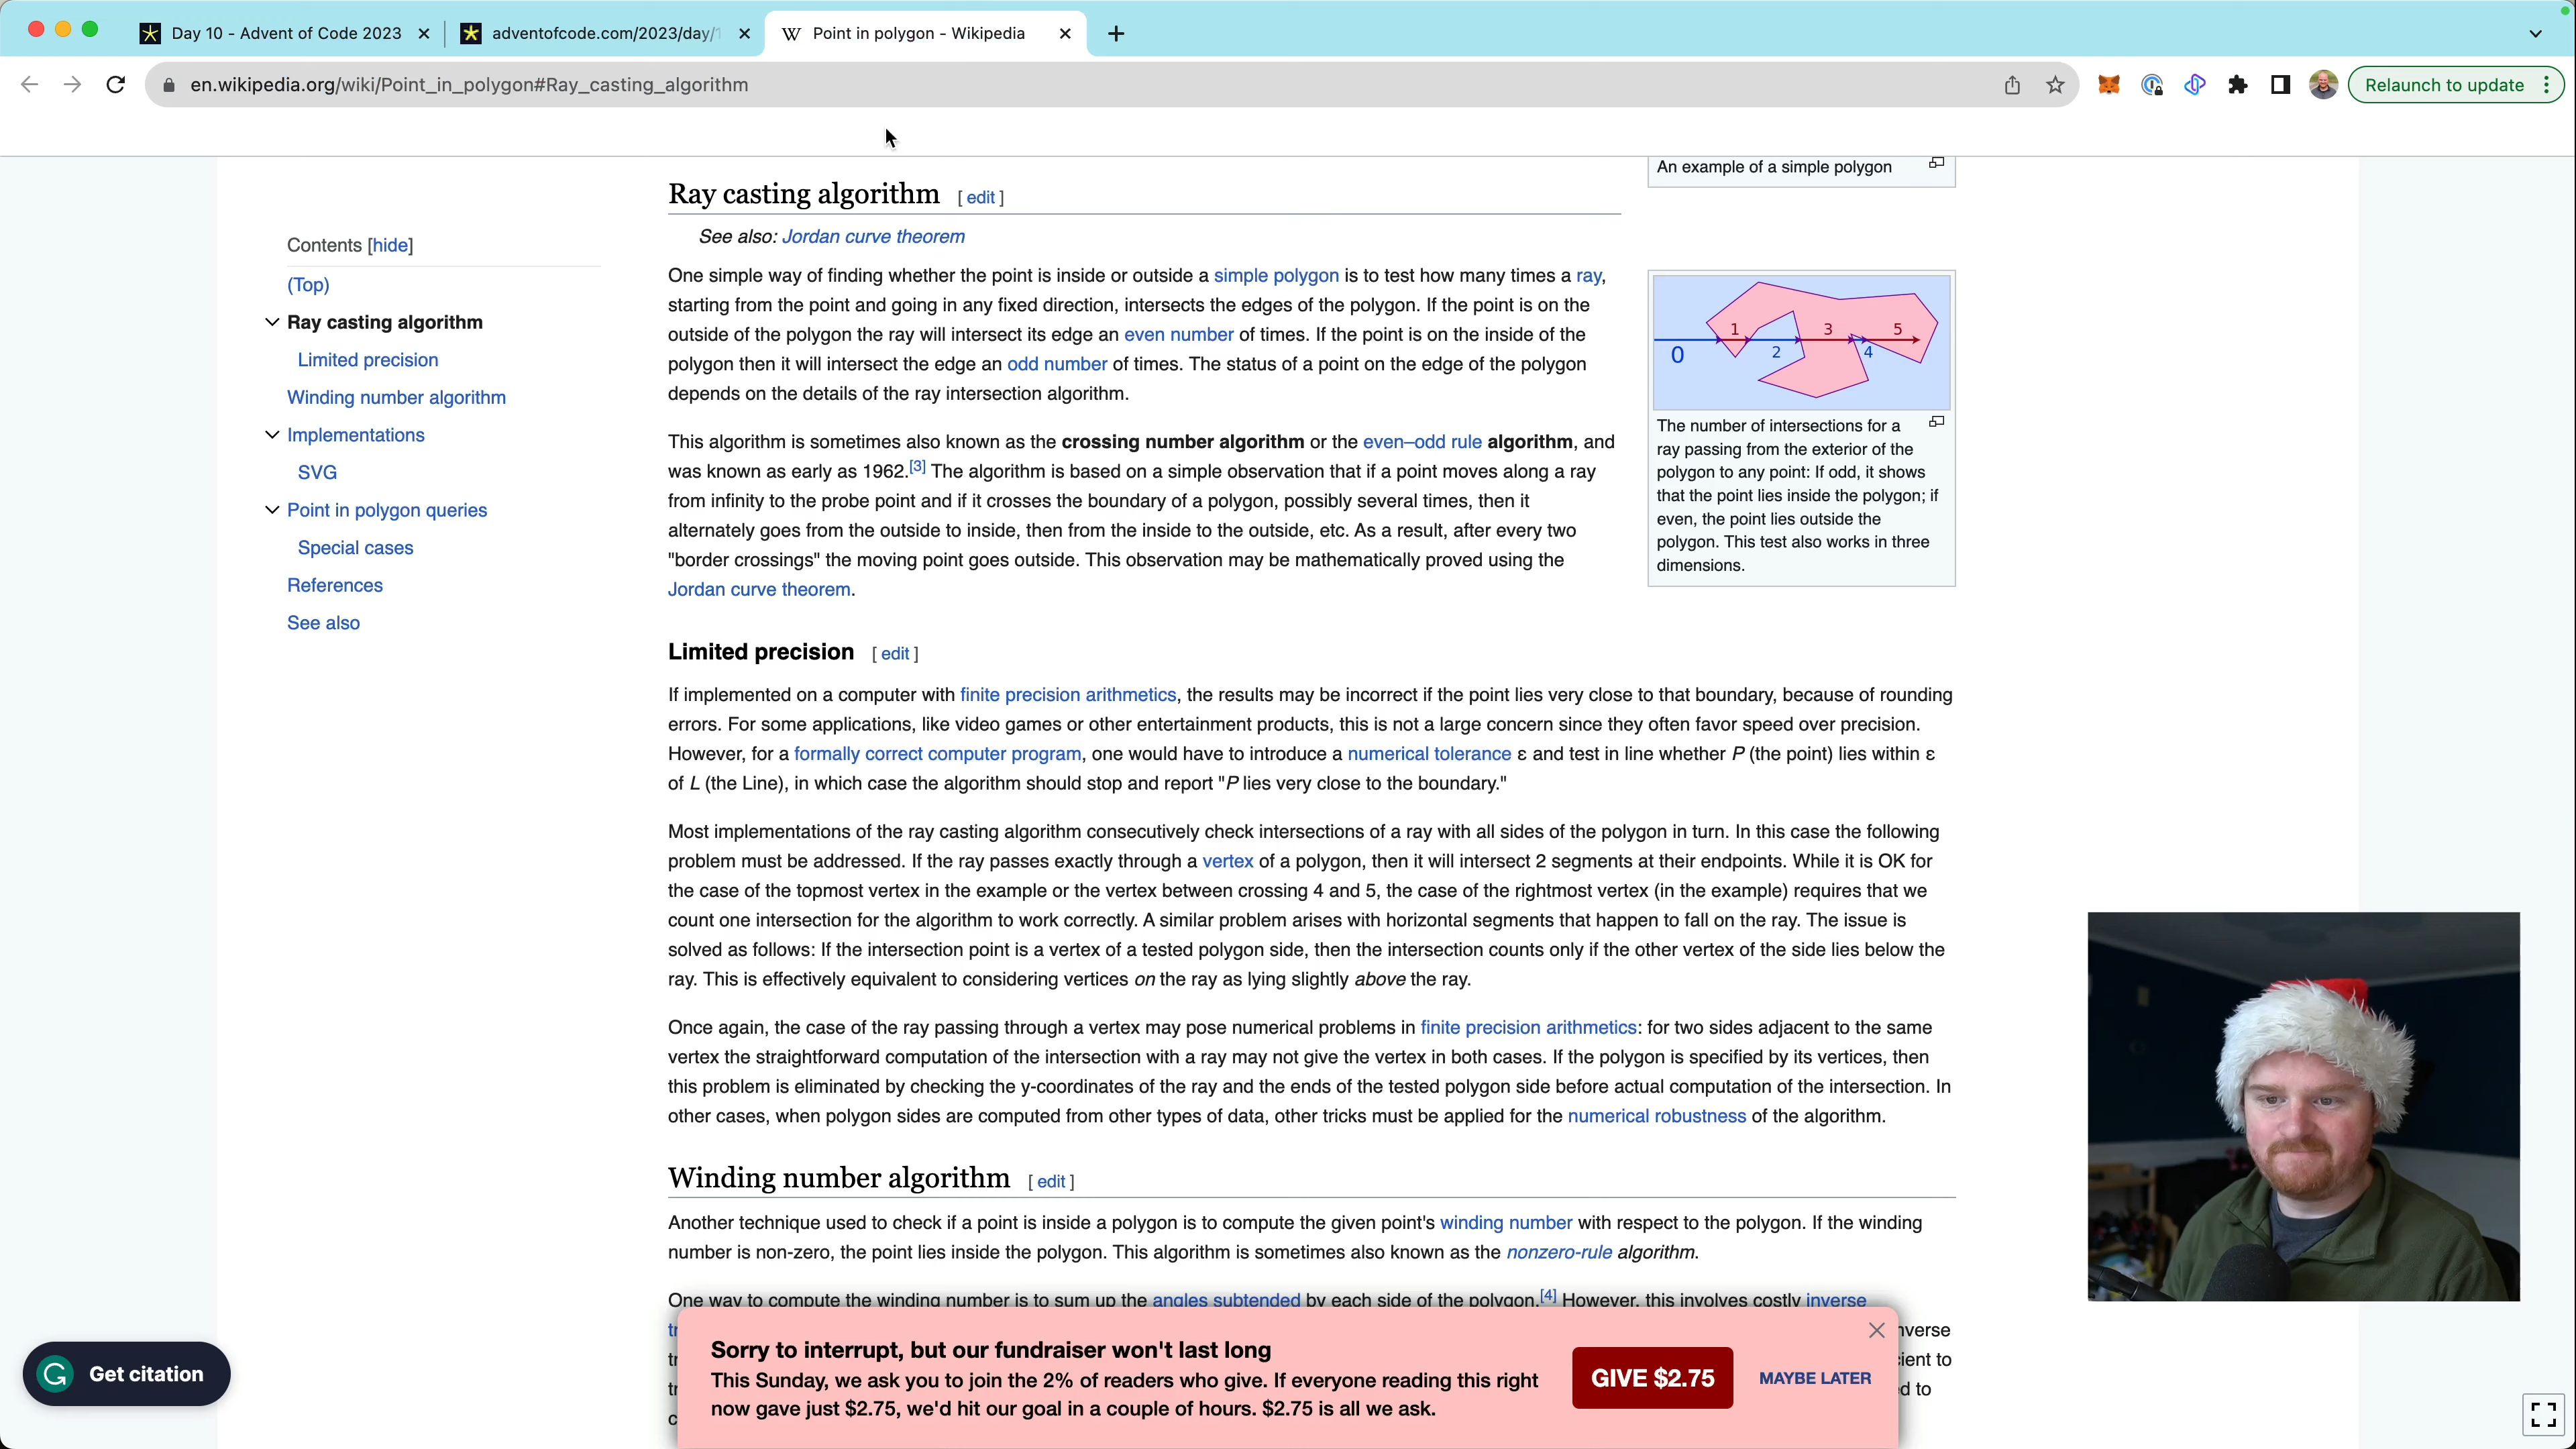 Day 10 - Advent of Code 2023
adventofcode.com/2023/day/1
Point in polygon - Wikipedia
en.wikipedia.org/wiki/Point_in_polygon#Ray_casting_algorithm
Relaunch to update
Contents [hide]
(Top)
Ray casting algorithm
Limited precision
Winding number algorithm
Implementations
SVG
Point in polygon queries
Special cases
References
See also
Ray casting algorithm [ edit ]
See also: Jordan curve theorem
One simple way of finding whether the point is inside or outside a simple polygon is to test how many times a ray,
starting from the point and going in any fixed direction, intersects the edges of the polygon. If the point is on the
outside of the polygon the ray will intersect its edge an even number of times. If the point is on the inside of the
polygon then it will intersect the edge an odd number of times. The status of a point on the edge of the polygon
depends on the details of the ray intersection algorithm.
This algorithm is sometimes also known as the crossing number algorithm or the even–odd rule algorithm, and
was known as early as 1962.[3] The algorithm is based on a simple observation that if a point moves along a ray
from infinity to the probe point and if it crosses the boundary of a polygon, possibly several times, then it
alternately goes from the outside to inside, then from the inside to the outside, etc. As a result, after every two
"border crossings" the moving point goes outside. This observation may be mathematically proved using the
Jordan curve theorem.
An example of a simple polygon
0 1 2 3 4 5
The number of intersections for a
ray passing from the exterior of the
polygon to any point: If odd, it shows
that the point lies inside the polygon; if
even, the point lies outside the
polygon. This test also works in three
dimensions.
Limited precision [ edit ]
If implemented on a computer with finite precision arithmetics, the results may be incorrect if the point lies very close to that boundary, because of rounding
errors. For some applications, like video games or other entertainment products, this is not a large concern since they often favor speed over precision.
However, for a formally correct computer program, one would have to introduce a numerical tolerance ε and test in line whether P (the point) lies within ε
of L (the Line), in which case the algorithm should stop and report "P lies very close to the boundary."
Most implementations of the ray casting algorithm consecutively check intersections of a ray with all sides of the polygon in turn. In this case the following
problem must be addressed. If the ray passes exactly through a vertex of a polygon, then it will intersect 2 segments at their endpoints. While it is OK for
the case of the topmost vertex in the example or the vertex between crossing 4 and 5, the case of the rightmost vertex (in the example) requires that we
count one intersection for the algorithm to work correctly. A similar problem arises with horizontal segments that happen to fall on the ray. The issue is
solved as follows: If the intersection point is a vertex of a tested polygon side, then the intersection counts only if the other vertex of the side lies below the
ray. This is effectively equivalent to considering vertices on the ray as lying slightly above the ray.
Once again, the case of the ray passing through a vertex may pose numerical problems in finite precision arithmetics: for two sides adjacent to the same
vertex the straightforward computation of the intersection with a ray may not give the vertex in both cases. If the polygon is specified by its vertices, then
this problem is eliminated by checking the y-coordinates of the ray and the ends of the tested polygon side before actual computation of the intersection. In
other cases, when polygon sides are computed from other types of data, other tricks must be applied for the numerical robustness of the algorithm.
Winding number algorithm [ edit ]
Another technique used to check if a point is inside a polygon is to compute the given point's winding number with respect to the polygon. If the winding
number is non-zero, the point lies inside the polygon. This algorithm is sometimes also known as the nonzero-rule algorithm.
One way to compute the winding number is to sum up the angles subtended by each side of the polygon.[4] However, this involves costly inverse
Sorry to interrupt, but our fundraiser won't last long
This Sunday, we ask you to join the 2% of readers who give. If everyone reading this right
now gave just $2.75, we'd hit our goal in a couple of hours. $2.75 is all we ask.
GIVE $2.75
MAYBE LATER
Get citation